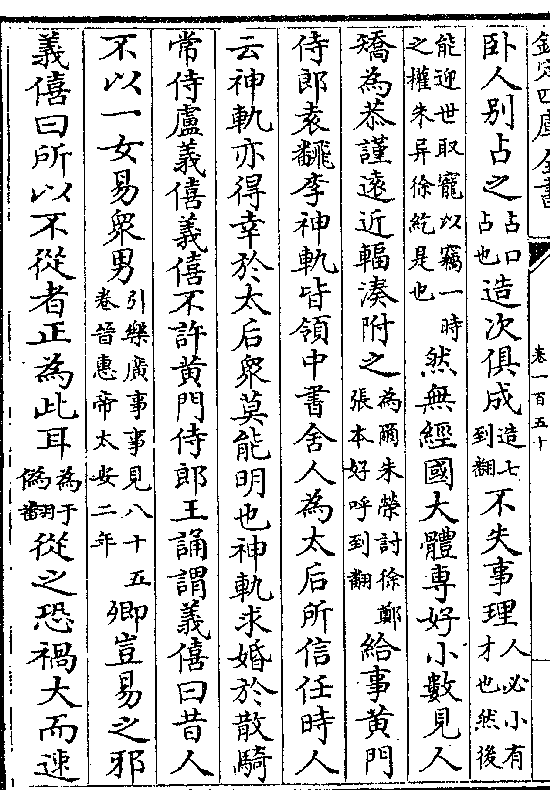 欽定四庫全書
卷一百五十
卧人别占之占口占也造次俱成造七到翻不失事理人必小有才也然後
能迎世取寵以竊一時之權朱异徐紇是也然無經國大體專好小數見人
矯為恭謹遠近輻湊附之為爾朱榮討徐鄭張本好呼到翻給事黄門
侍郎袁翻李神軌皆領中書舍人為太后所信任時人
云神軌亦得幸於太后衆莫能明也神軌求婚於散騎
常侍盧義僖義僖不許黄門侍郎王誦謂義僖曰昔人
不以一女易衆男引樂廣事事見八十五卷晉惠帝太安二年卿豈易之邪
義僖曰所以不從者正為此耳為于偽翻從之恐禍大而速